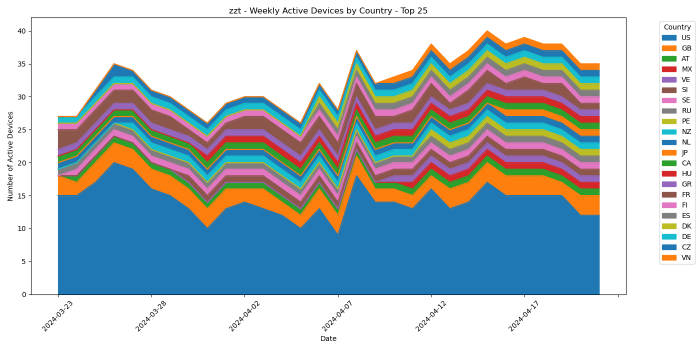 zzt - Weekly Active Devices by Country - Top 25
Number of Active Devices
40
35
30
25
20
15
10
5
0
2024-03-23
2024-03-28
2024-04-02
2024-04-07
2024-04-12
2024-04-17
Date
Country
US
GB
AT
MX
VE
SI
SE
RU
PE
NZ
NL
JP
CA
HU
GR
FR
FI
ES
DK
DE
CZ
VN